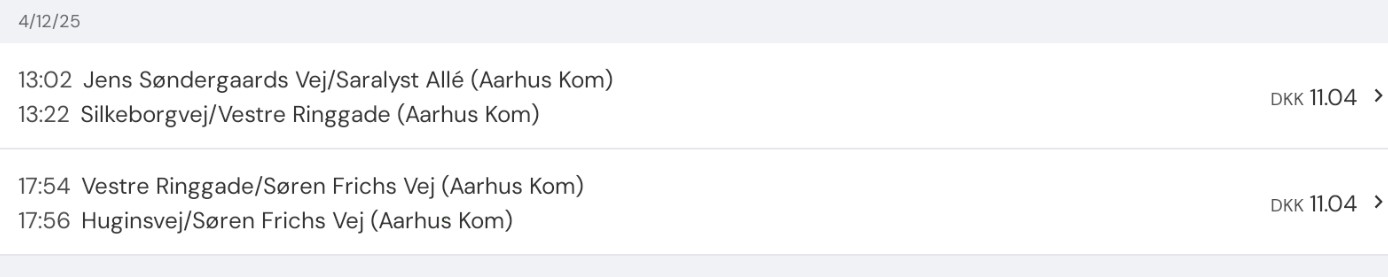 4/12/25
13:02 Jens Søndergaards Vej/Saralyst Allé (Aarhus Kom)
13:22 Silkeborgvej/Vestre Ringgade (Aarhus Kom)
DKK 11.04
17:54 Vestre Ringgade/Søren Frichs Vej (Aarhus Kom)
17:56 Huginsvej/Søren Frichs Vej (Aarhus Kom)
DKK 11.04